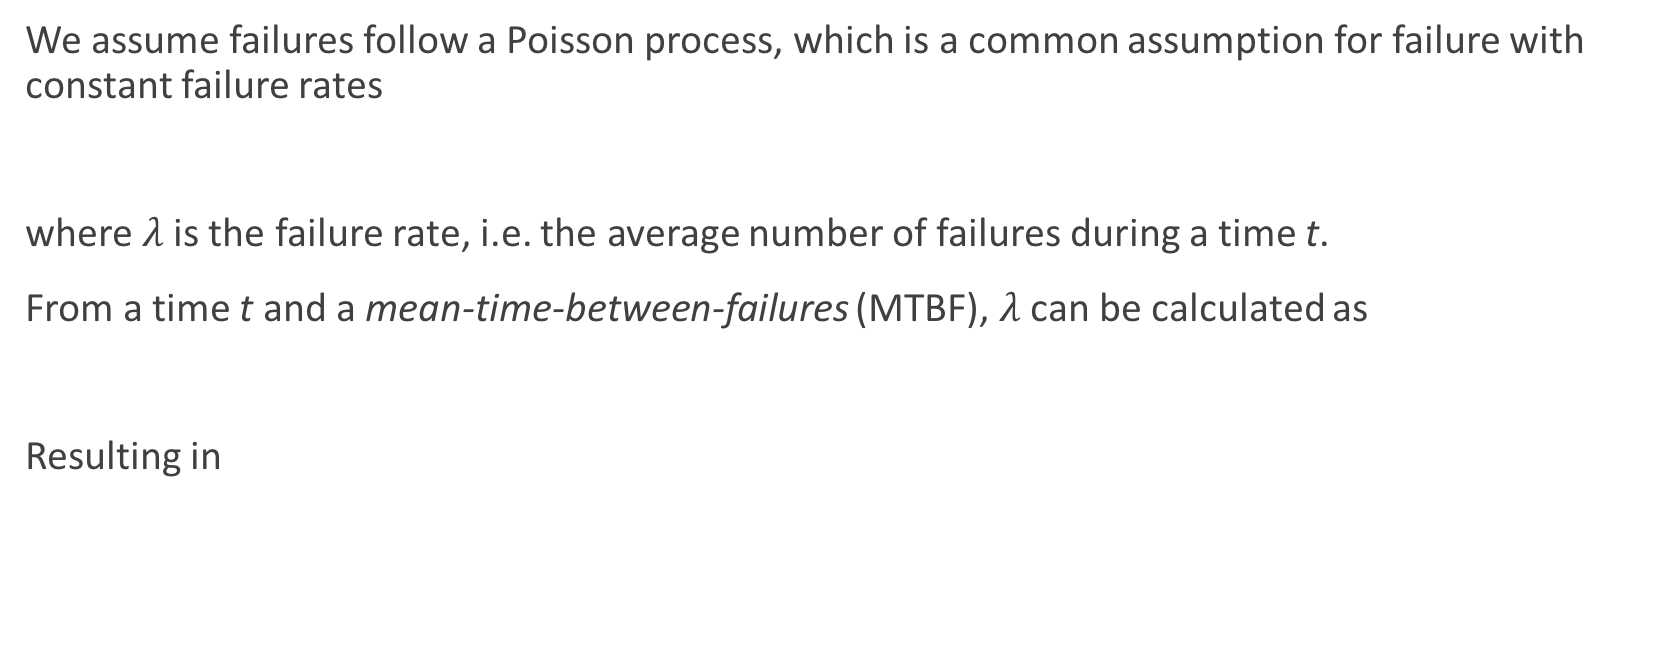 We assume failures follow a Poisson process, which is a common assumption for failure with
constant failure rates
where λ is the failure rate, i.e. the average number of failures during a time t.
From a time t and a mean-time-between-failures (MTBF), λ can be calculated as
Resulting in